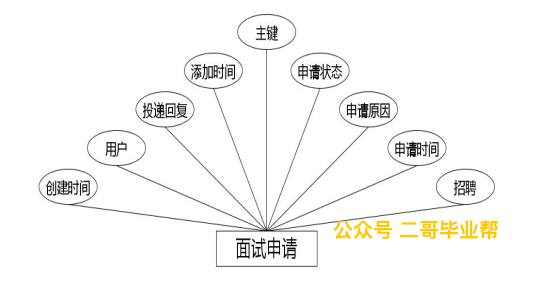 主键
添加时间
申请状态
投递回复
申请原因
用户
申请时间
创建时间
招聘
公众号 二哥毕业帮
面试申请